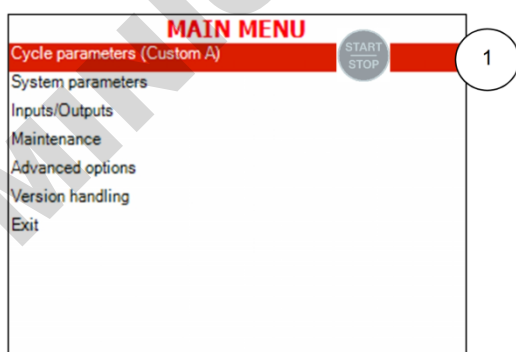 MAIN MENU
Cycle parameters (Custom A)
START
STOP
1
System parameters
Inputs/Outputs
Maintenance
Advanced options
Version handling
Exit